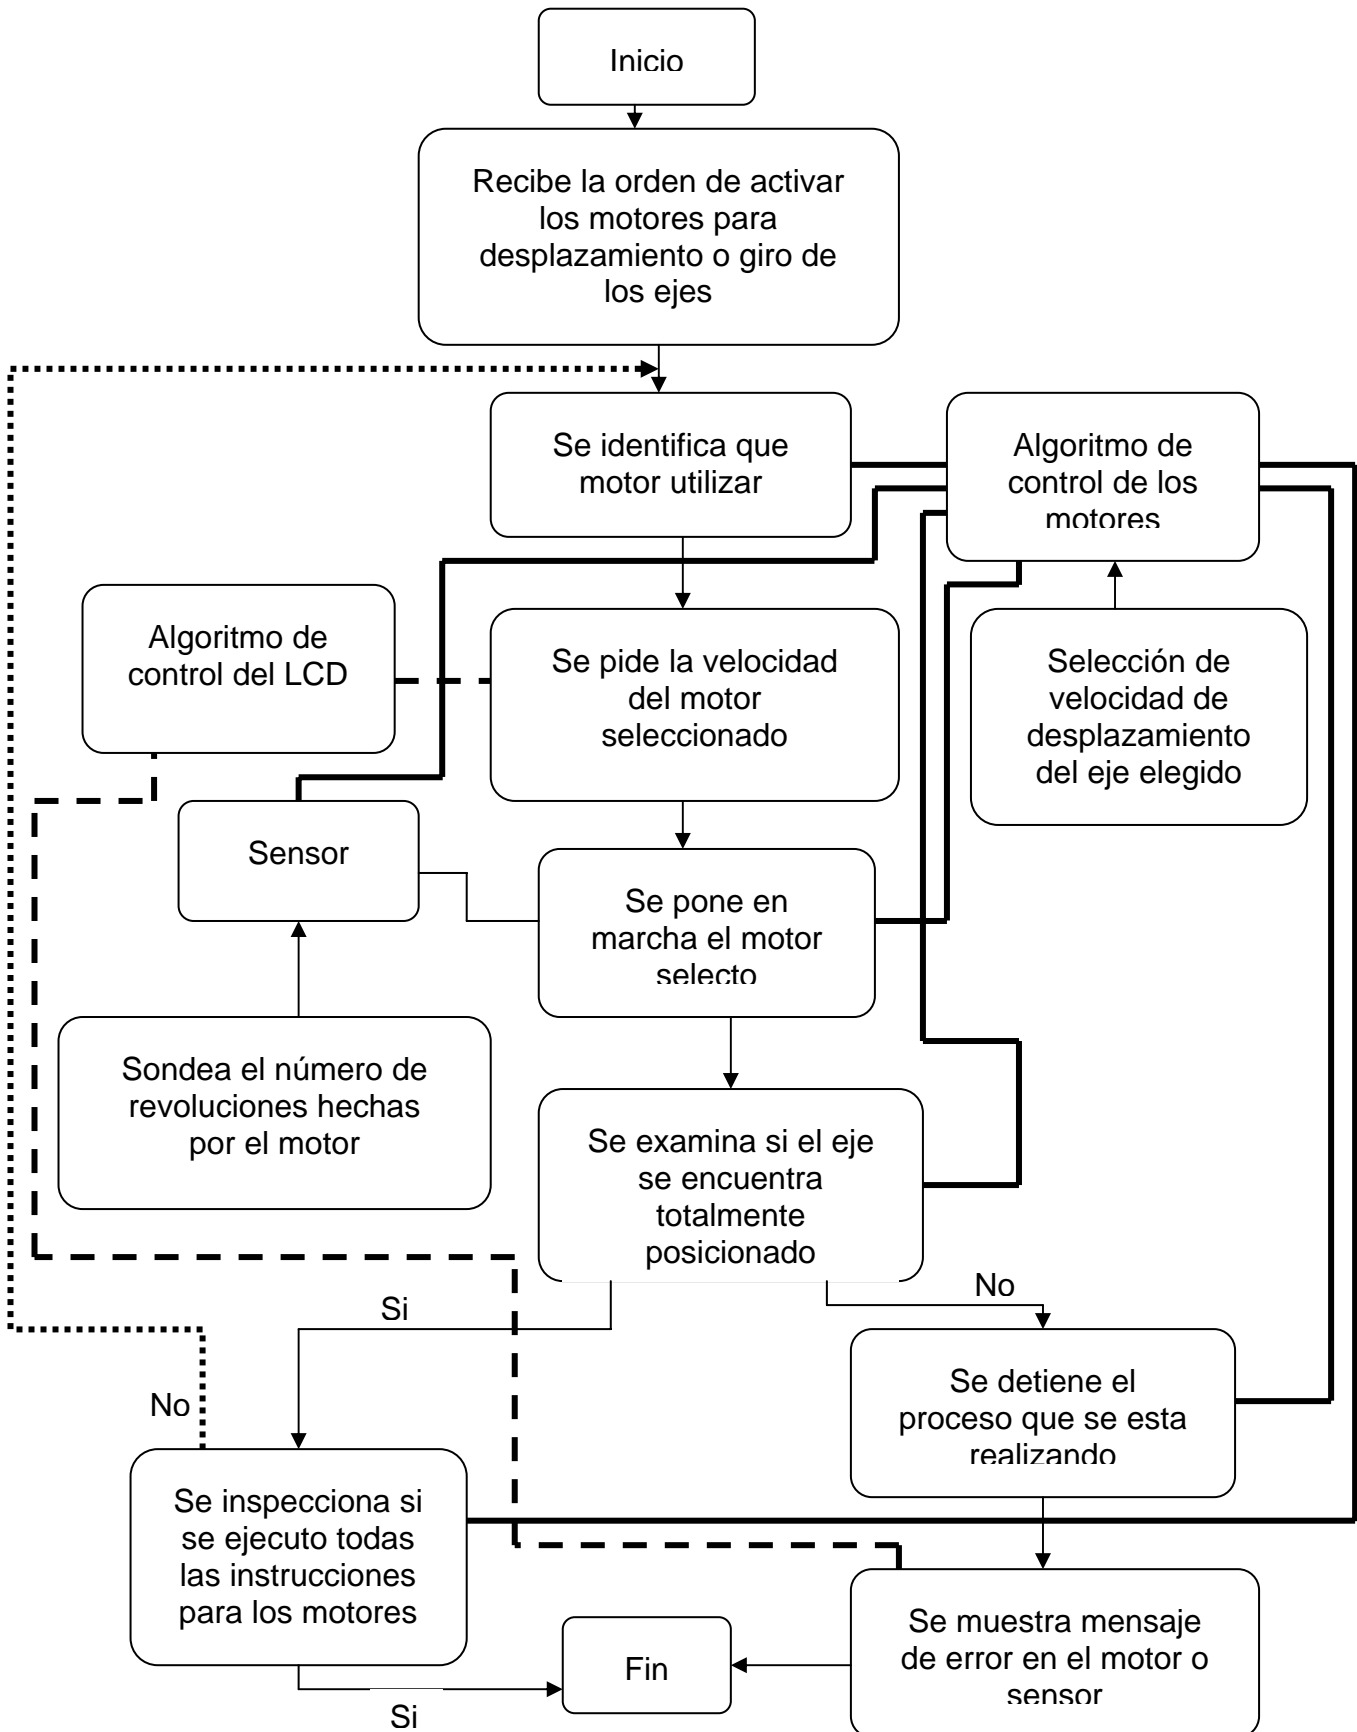 Inicio
Recibe la orden de activar
los motores para
desplazamiento o giro de
los ejes
Se identifica que
motor utilizar
Algoritmo de
control de los
motores
Algoritmo de
control del LCD
Se pide la velocidad
del motor
seleccionado
Selección de
velocidad de
desplazamiento
del eje elegido
Sensor
Se pone en
marcha el motor
selecto
Sondea el número de
revoluciones hechas
por el motor
Se examina si el eje
se encuentra
totalmente
posicionado
Si
No
No
Se detiene el
proceso que se esta
realizando
Se inspecciona si
se ejecuto todas
las instrucciones
para los motores
Fin
Se muestra mensaje
de error en el motor o
sensor
Si